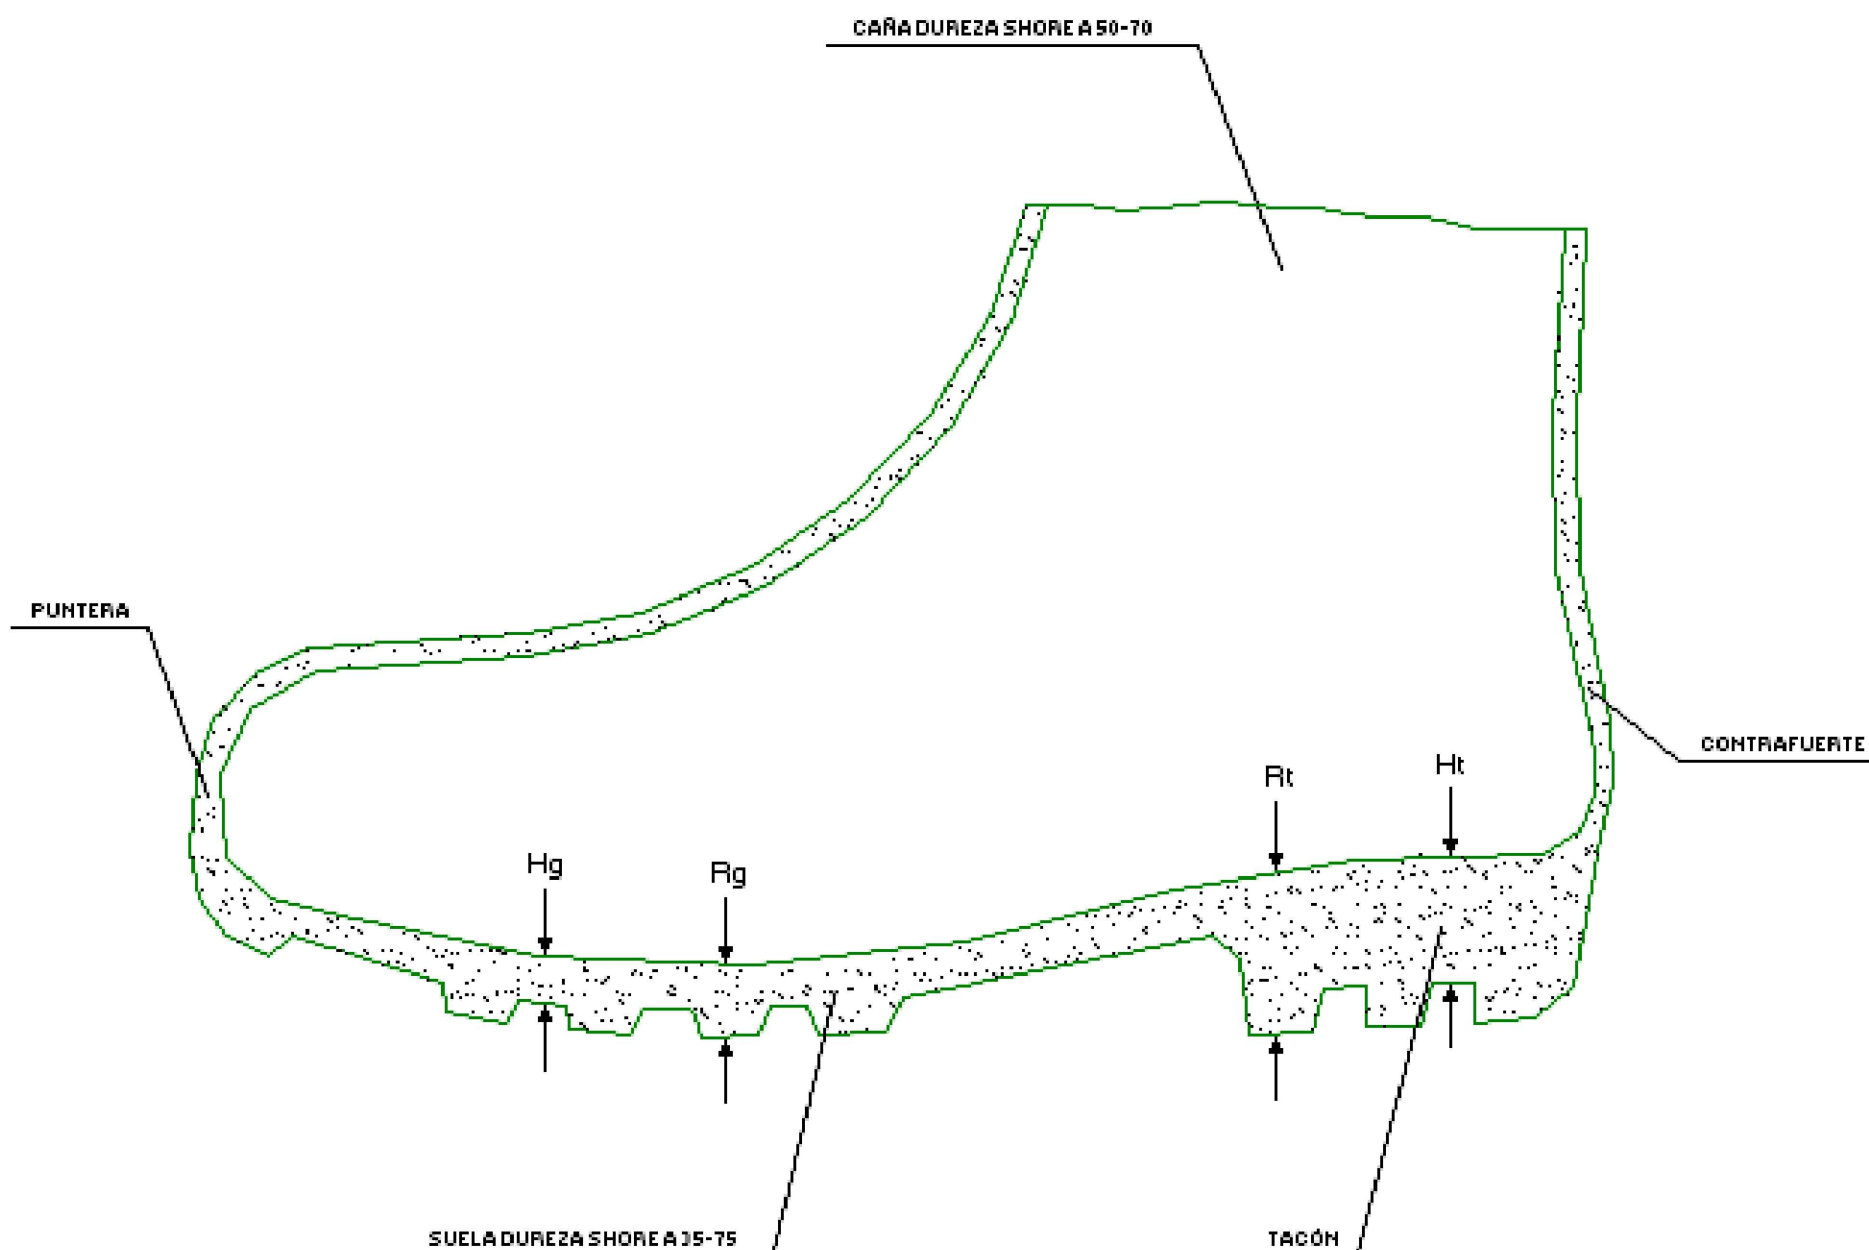 CAÑA DUREZA SHORE A 50-70
PUNTERA
CONTRAFUERTE
Rt
Ht
Hg
Rg
SUELA DUREZA SHORE A 35-75
TACÓN